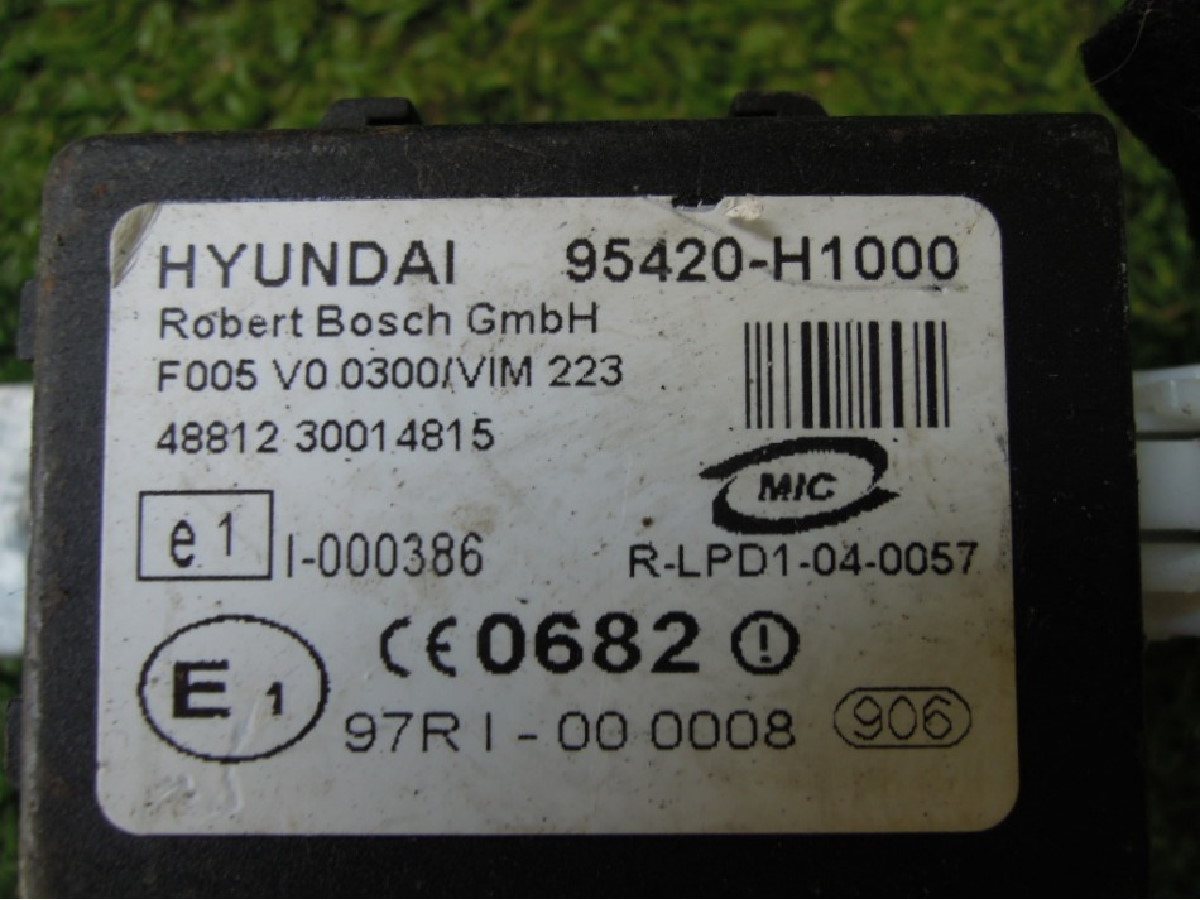 HYUNDAI 95420-H1000
Robert Bosch GmbH
F005 V0 0300/VIM 223
48812 30014815
MIC
e1 I-000386 R-LPD1-04-0057
CE0682
E1 97R I - 00 0008 906